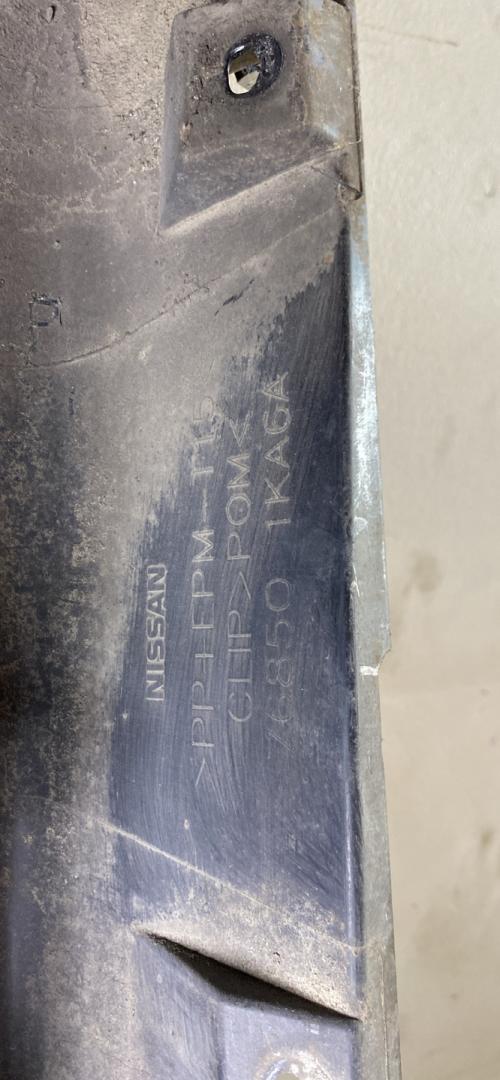 NISSAN
>PP+EPM-T15
CLIP>POM<
76850 1KA6A